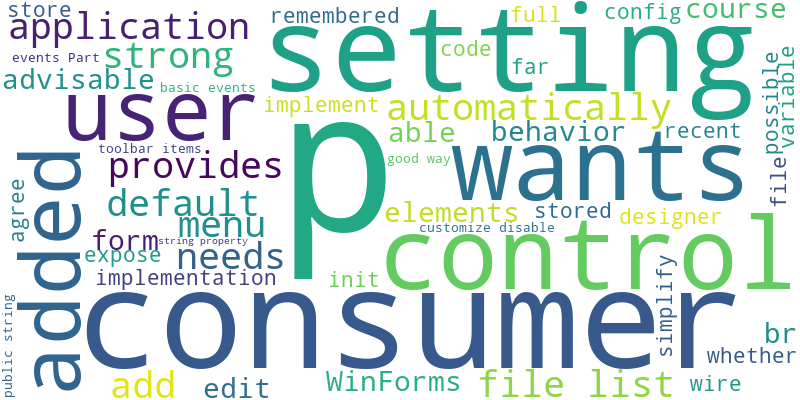 store
remembered
full
config
course
application
setting
events Part
strong
code
far
advisable
basic events
user
implement
automatically
possible
variable
toolbar items
p
able
behavior
recent
good way
provides
wants
file
added
agree
default
menu
elements
stored
designer
form
string property
customize disable
control
expose
needs
implementation
init
simplify
public string
consumer
br
whether
add
edit
WinForms
file list
wire